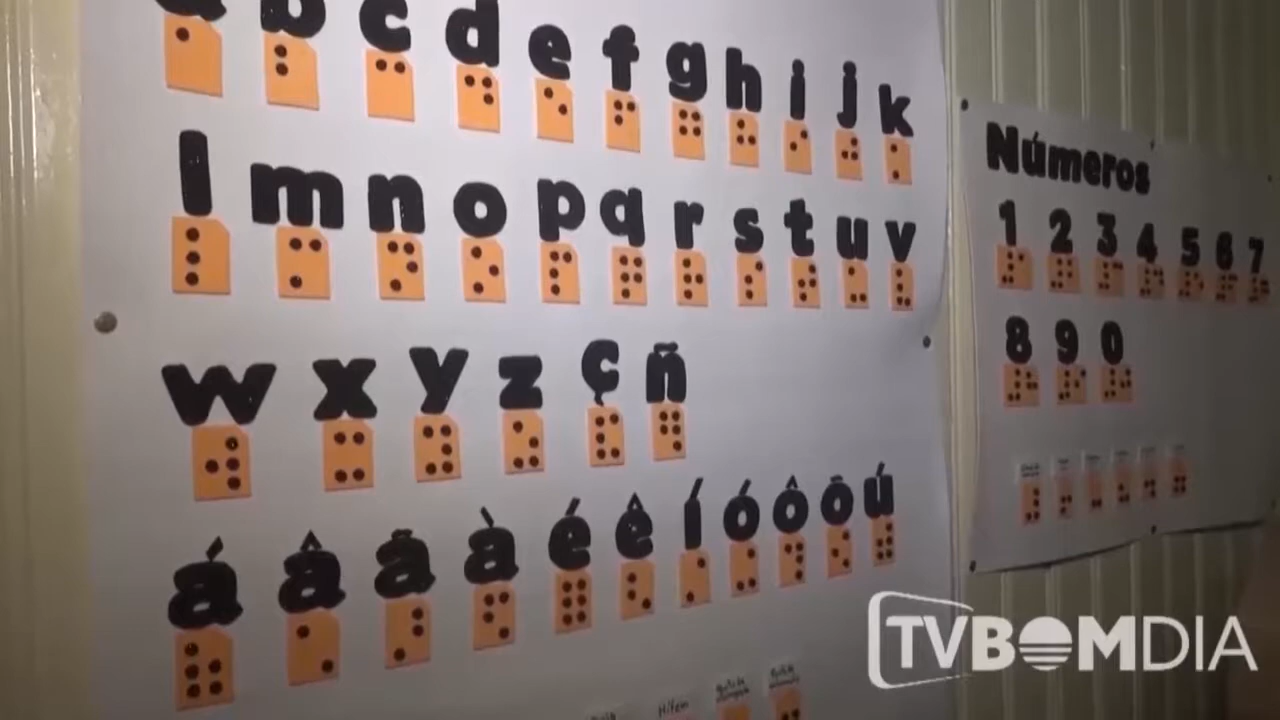 a b c d e f g h i j k
l m n o p q r s t u v
w x y z ç ñ
á â ã à é ê í ó ô õ ú
Hífen
Números
1 2 3 4 5 6 7
8 9 0
TVBOMDIA